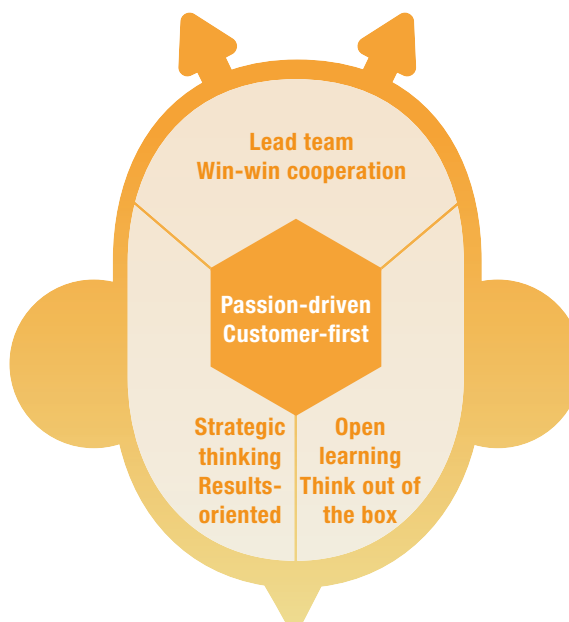 Lead team
Win-win cooperation
Passion-driven
Customer-first
Strategic
thinking
Results-
oriented
Open
learning
Think out of
the box